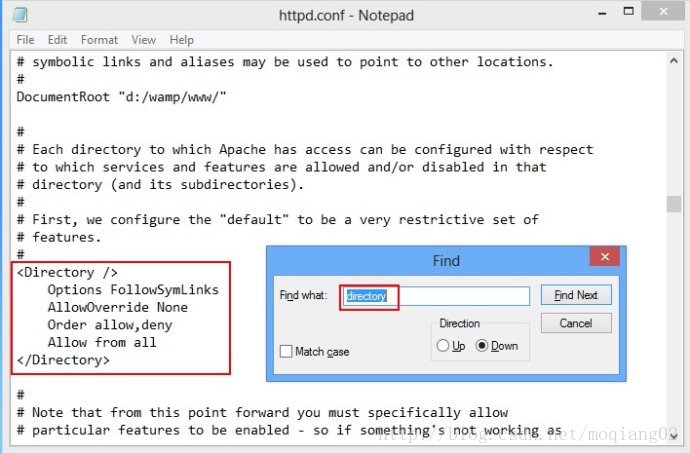 httpd.conf - Notepad
File Edit Format View Help
# symbolic links and aliases may be used to point to other locations.
#
DocumentRoot "d:/wamp/www/"
#
# Each directory to which Apache has access can be configured with respect
# to which services and features are allowed and/or disabled in that
# directory (and its subdirectories).
#
# First, we configure the "default" to be a very restrictive set of
# features.
#
<Directory />
    Options FollowSymLinks
    AllowOverride None
    Order allow,deny
    Allow from all
</Directory>
#
# Note that from this point forward you must specifically allow
# particular features to be enabled - so if something's not working as
Find
Find what: directory
Find Next
Direction
Cancel
Up Down
Match case
http://blog.csdn.net/moqiang02